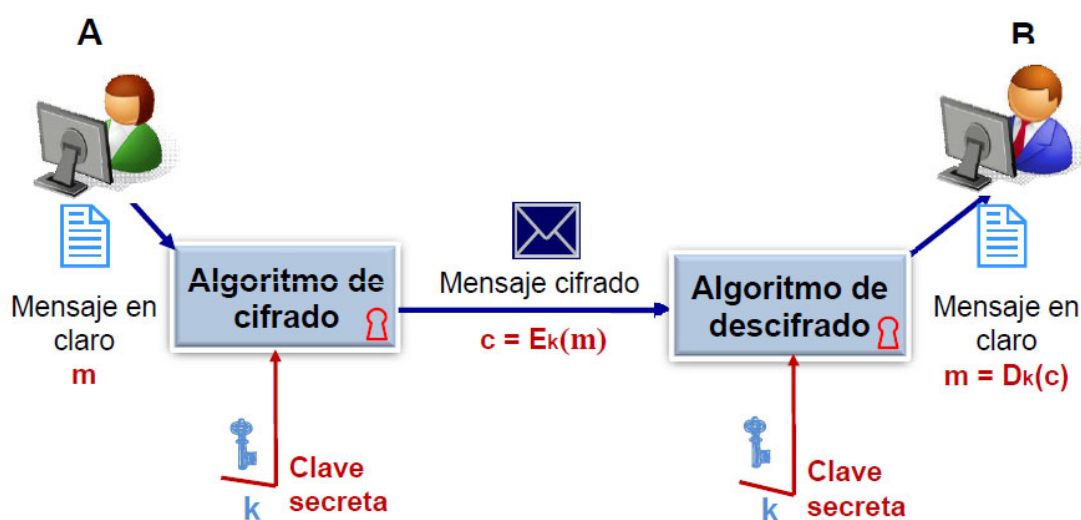 A
B
Algoritmo de
cifrado
Mensaje cifrado
c = Ek(m)
Algoritmo de
descifrado
Mensaje en
claro
m
Mensaje en
claro
m = Dk(c)
Clave
secreta
k
Clave
secreta
k